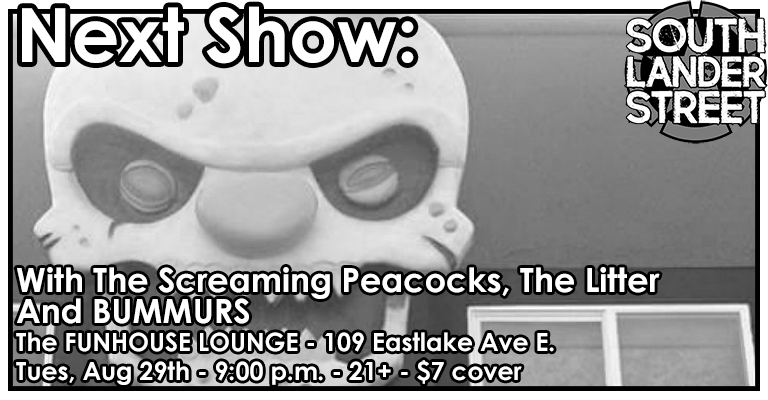 Next Show:
SOUTH
LANDER
STREET
With The Screaming Peacocks, The Litter
And BUMMURS
The FUNHOUSE LOUNGE - 109 Eastlake Ave E.
Tues, Aug 29th - 9:00 p.m. - 21+ - $7 cover